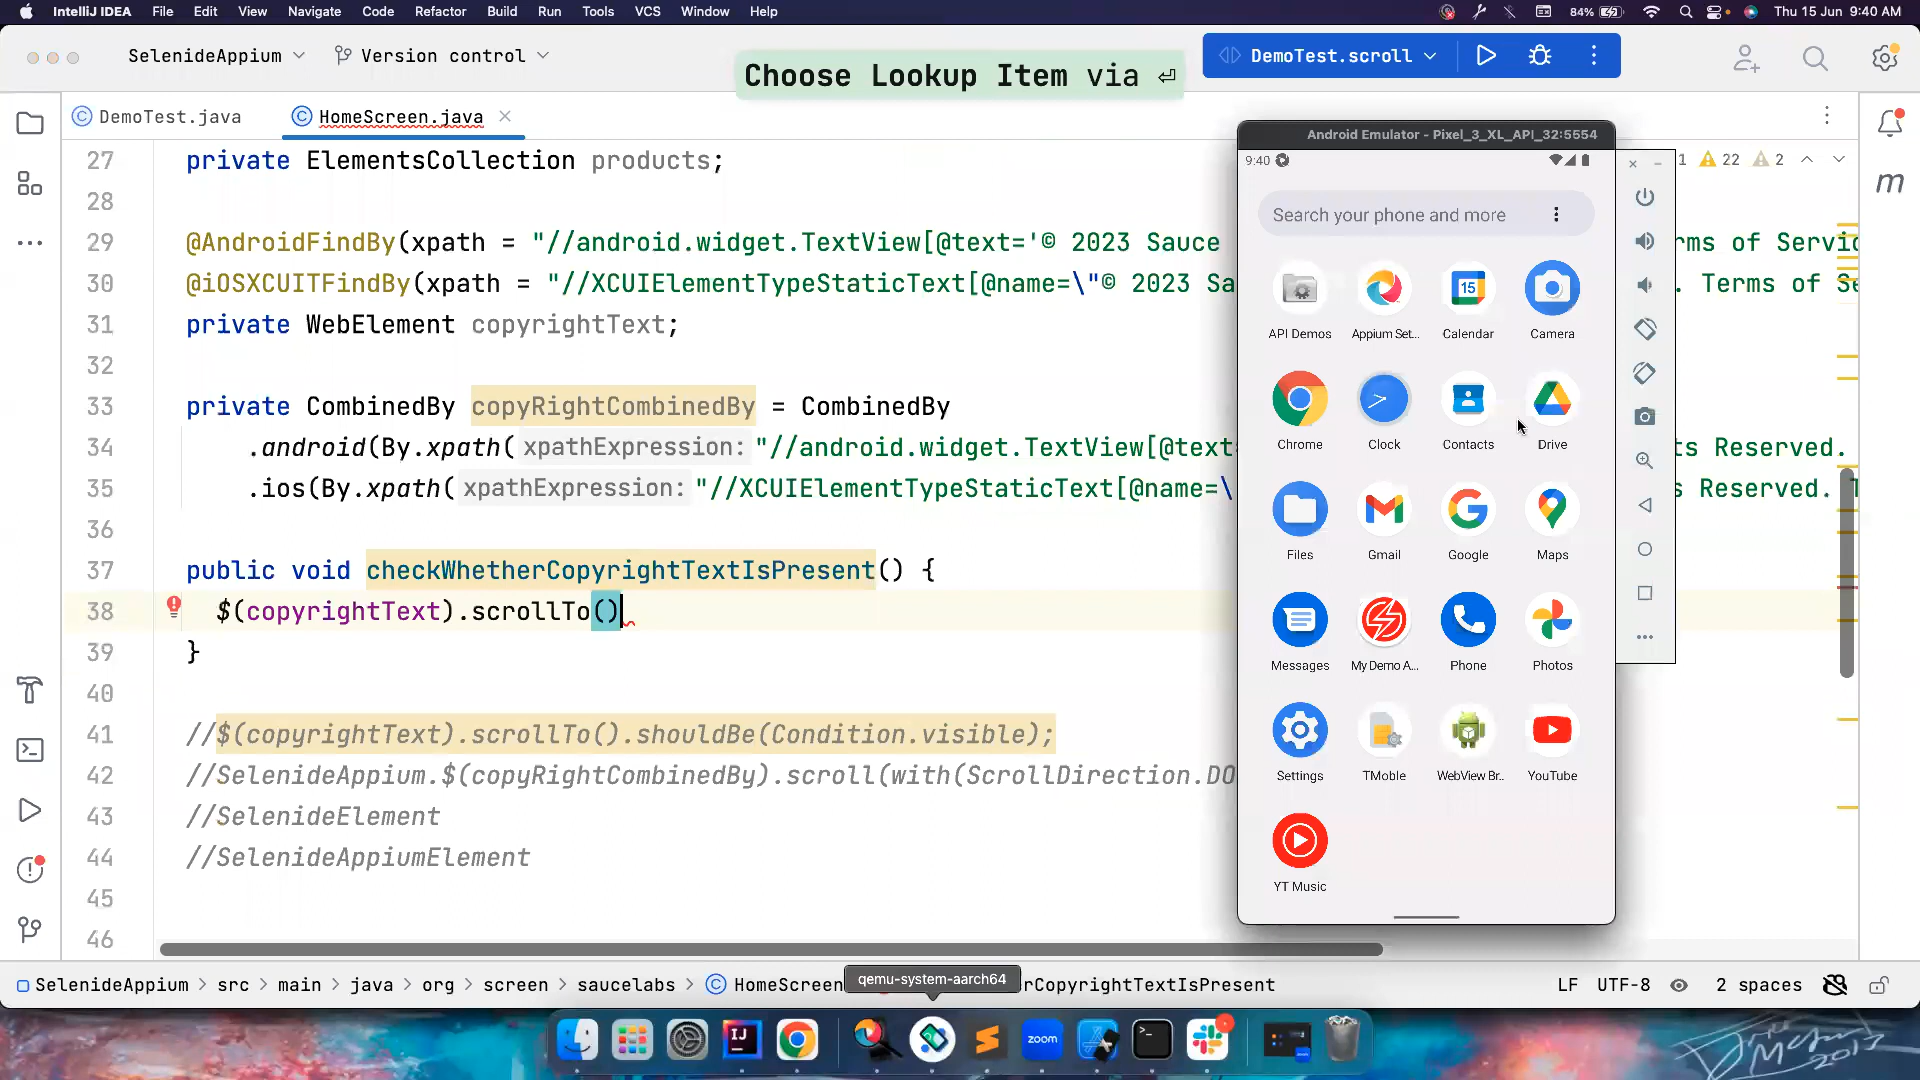 IntelliJ IDEA File Edit View Navigate Code Refactor Build Run Tools VCS Window Help 84% Thu 15 Jun 9:40 AM
SelenideAppium Version control DemoTest.scroll
Choose Lookup Item via ⏎
DemoTest.java HomeScreen.java
27 private ElementsCollection products;
28
29 @AndroidFindBy(xpath = "//android.widget.TextView[@text='© 2023 Sauce rms of Servi
30 @iOSXCUITFindBy(xpath = "//XCUIElementTypeStaticText[@name=\"© 2023 Sa . Terms of S
31 private WebElement copyrightText;
32
33 private CombinedBy copyRightCombinedBy = CombinedBy
34 .android(By.xpath( xpathExpression: "//android.widget.TextView[@text ts Reserved.
35 .ios(By.xpath( xpathExpression: "//XCUIElementTypeStaticText[@name=\ s Reserved.
36
37 public void checkWhetherCopyrightTextIsPresent() {
38 $(copyrightText).scrollTo()
39 }
40
41 //$(copyrightText).scrollTo().shouldBe(Condition.visible);
42 //SelenideAppium.$(copyRightCombinedBy).scroll(with(ScrollDirection.DO
43 //SelenideElement
44 //SelenideAppiumElement
45
46
1 22 2
m
Android Emulator - Pixel_3_XL_API_32:5554
9:40
Search your phone and more
15
API Demos Appium Set... Calendar Camera
Chrome Clock Contacts Drive
Files Gmail Google Maps
Messages My Demo A... Phone Photos
Settings TMoble WebView Br.. YouTube
YT Music
SelenideAppium > src > main > java > org > screen > saucelabs > HomeScreen rCopyrightTextIsPresent LF UTF-8 2 spaces
qemu-system-aarch64
IJ
zoom